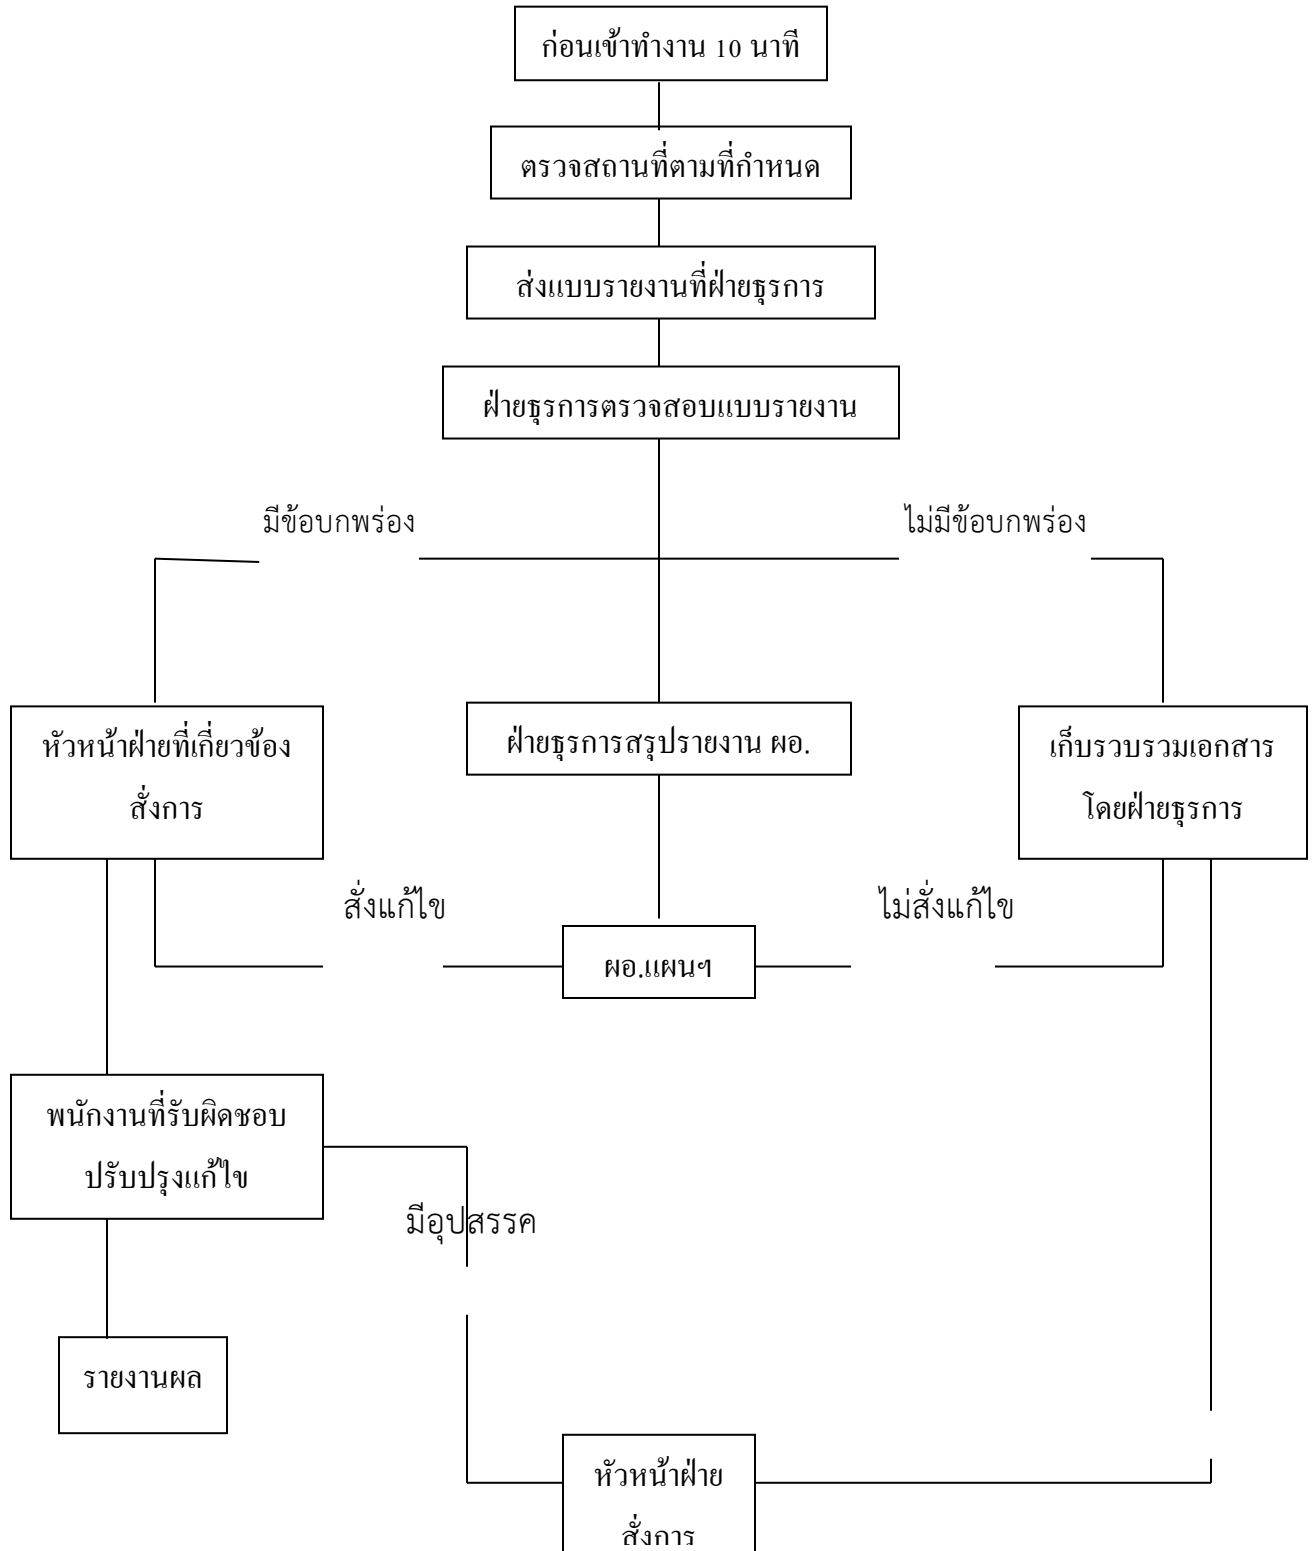 ก่อนเข้าทำงาน 10 นาที
ตรวจสถานที่ตามที่กำหนด
ส่งแบบรายงานที่ฝ่ายธุรการ
ฝ่ายธุรการตรวจสอบแบบรายงาน
มีข้อบกพร่อง
ไม่มีข้อบกพร่อง
หัวหน้าฝ่ายที่เกี่ยวข้อง
สั่งการ
ฝ่ายธุรการสรุปรายงาน ผอ.
เก็บรวบรวมเอกสาร
โดยฝ่ายธุรการ
สั่งแก้ไข
ไม่สั่งแก้ไข
ผอ.แผนฯ
พนักงานที่รับผิดชอบ
ปรับปรุงแก้ไข
มีอุปสรรค
รายงานผล
หัวหน้าฝ่าย
สั่งการ